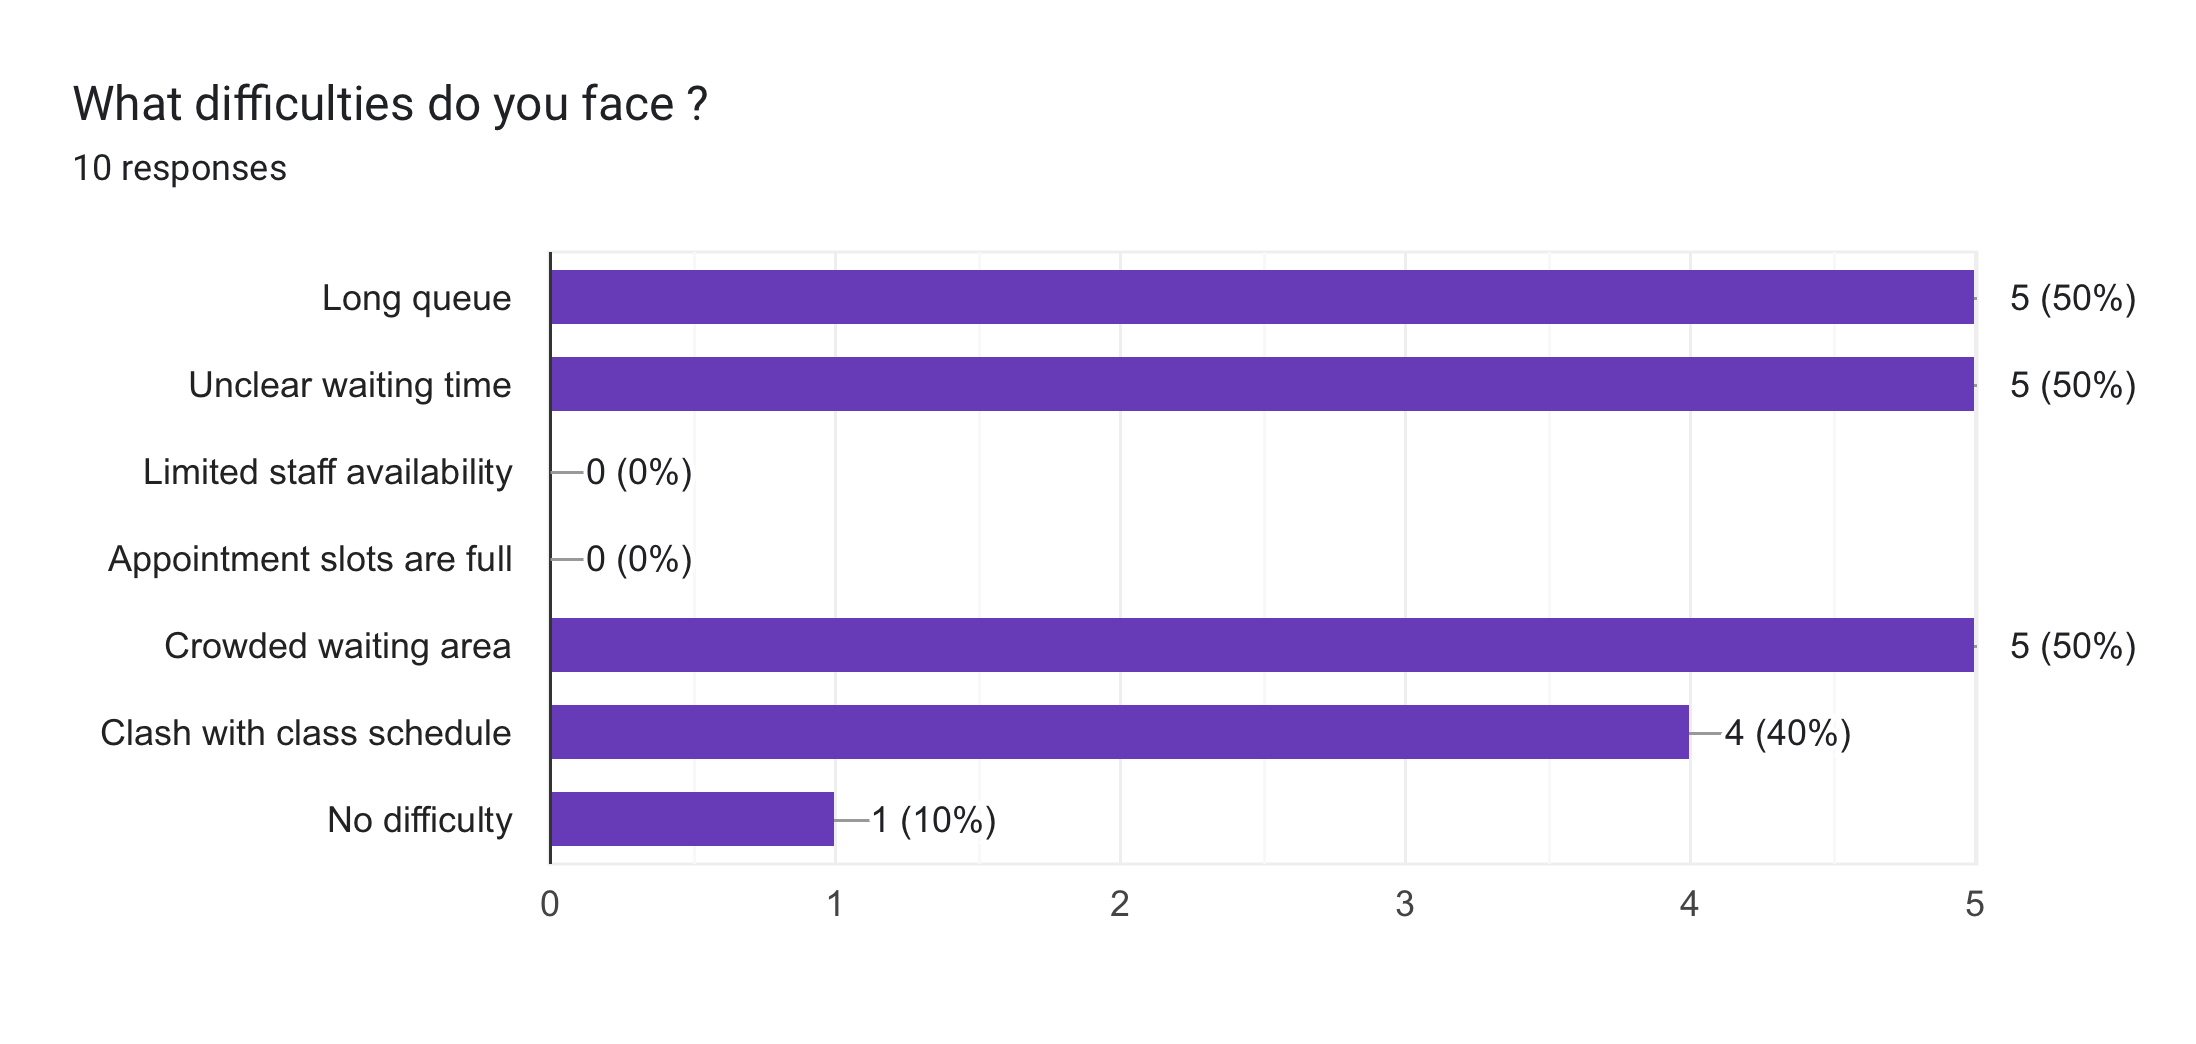 What difficulties do you face ?
10 responses
Long queue 5 (50%)
Unclear waiting time 5 (50%)
Limited staff availability 0 (0%)
Appointment slots are full 0 (0%)
Crowded waiting area 5 (50%)
Clash with class schedule 4 (40%)
No difficulty 1 (10%)
0 1 2 3 4 5